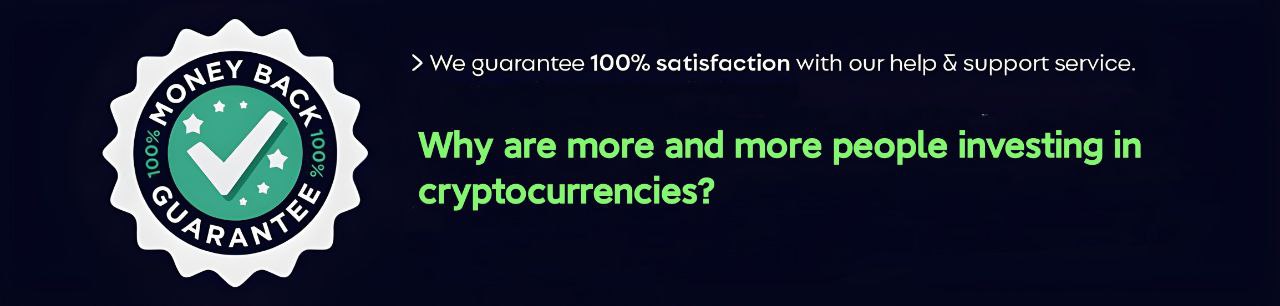 MONEY BACK
100%
100%
GUARANTEE
> We guarantee 100% satisfaction with our help & support service.
Why are more and more people investing in
cryptocurrencies?